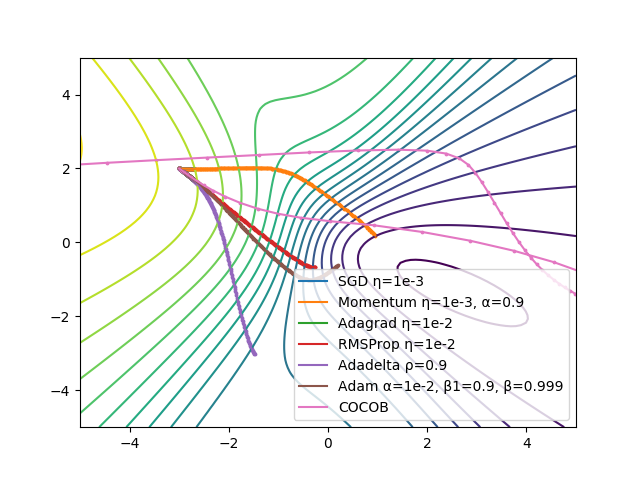 4
2
0
−2
−4
SGD η=1e-3
Momentum η=1e-3, α=0.9
Adagrad η=1e-2
RMSProp η=1e-2
Adadelta ρ=0.9
Adam α=1e-2, β1=0.9, β=0.999
COCOB
−4 −2 0 2 4